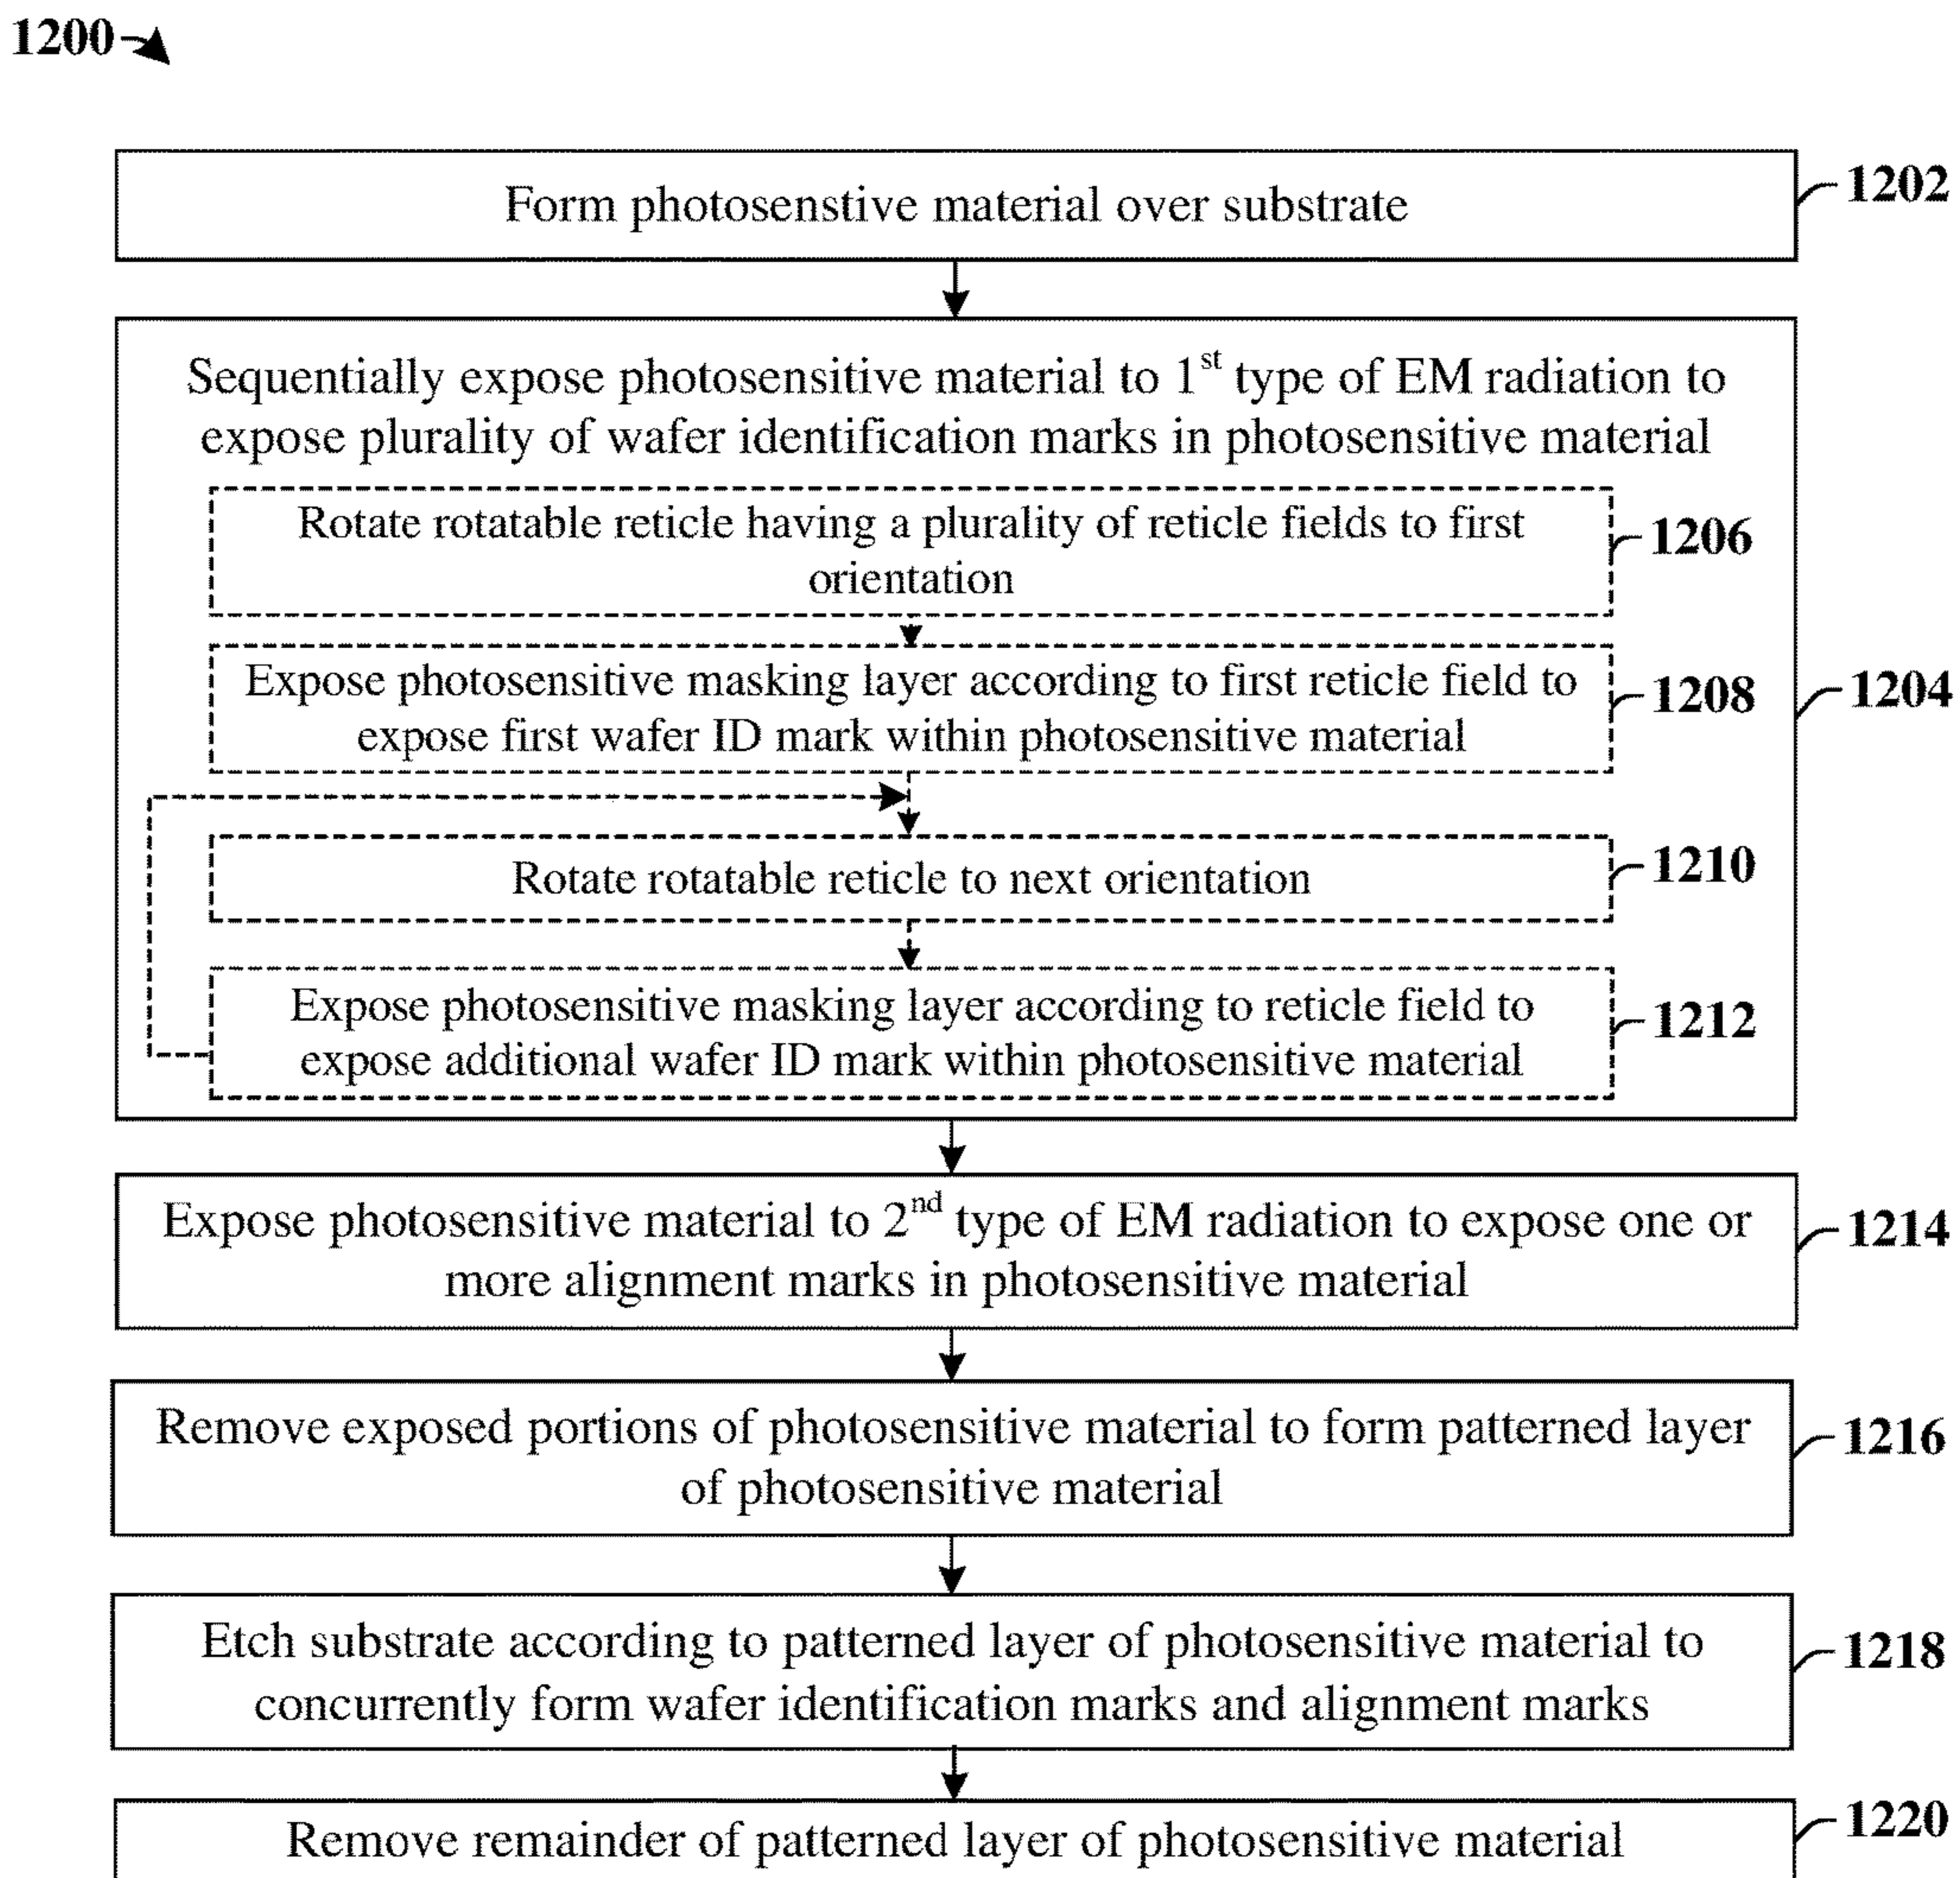 1200
Form photosenstive material over substrate
1202
Sequentially expose photosensitive material to 1st type of EM radiation to
expose plurality of wafer identification marks in photosensitive material
1204
Rotate rotatable reticle having a plurality of reticle fields to first
orientation
1206
Expose photosensitive masking layer according to first reticle field to
expose first wafer ID mark within photosensitive material
1208
Rotate rotatable reticle to next orientation
1210
Expose photosensitive masking layer according to reticle field to
expose additional wafer ID mark within photosensitive material
1212
Expose photosensitive material to 2nd type of EM radiation to expose one or
more alignment marks in photosensitive material
1214
Remove exposed portions of photosensitive material to form patterned layer
of photosensitive material
1216
Etch substrate according to patterned layer of photosensitive material to
concurrently form wafer identification marks and alignment marks
1218
Remove remainder of patterned layer of photosensitive material
1220